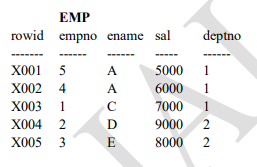 EMP
rowid empno ename sal deptno
------- ------ ------ ----- ------
X001 5 A 5000 1
X002 4 A 6000 1
X003 1 C 7000 1
X004 2 D 9000 2
X005 3 E 8000 2